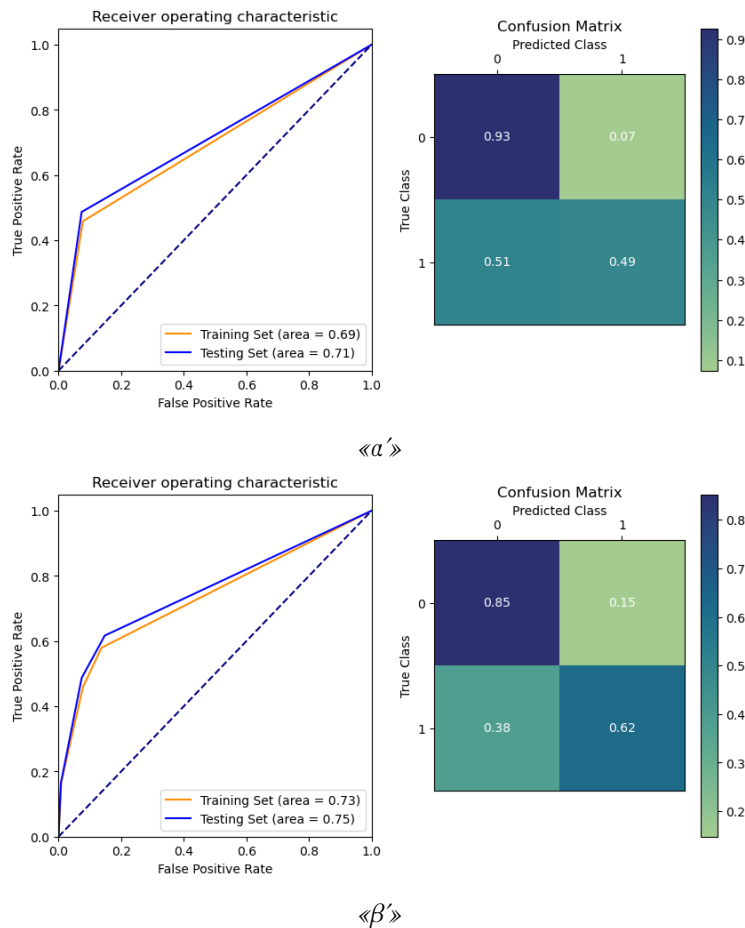 Receiver operating characteristic
1.0
0.8
0.6
0.4
0.2
0.0
True Positive Rate
0.0 0.2 0.4 0.6 0.8 1.0
False Positive Rate
Training Set (area = 0.69)
Testing Set (area = 0.71)
Confusion Matrix
Predicted Class
0 1
True Class
0 0.93 0.07
1 0.51 0.49
0.9
0.8
0.7
0.6
0.5
0.4
0.3
0.2
0.1
«α΄»
Receiver operating characteristic
1.0
0.8
0.6
0.4
0.2
0.0
True Positive Rate
0.0 0.2 0.4 0.6 0.8 1.0
False Positive Rate
Training Set (area = 0.73)
Testing Set (area = 0.75)
Confusion Matrix
Predicted Class
0 1
True Class
0 0.85 0.15
1 0.38 0.62
0.8
0.7
0.6
0.5
0.4
0.3
0.2
«β΄»